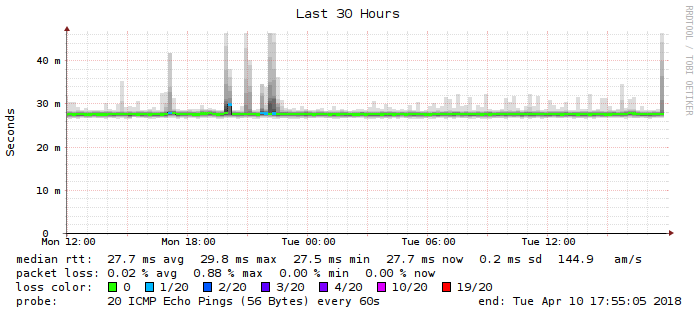 Last 30 Hours
RRDTOOL / TOBI OETIKER
Seconds
40 m
30 m
20 m
10 m
0
Mon 12:00 Mon 18:00 Tue 00:00 Tue 06:00 Tue 12:00
median rtt: 27.7 ms avg 29.8 ms max 27.5 ms min 27.7 ms now 0.2 ms sd 144.9 am/s
packet loss: 0.02 % avg 0.88 % max 0.00 % min 0.00 % now
loss color: 0 1/20 2/20 3/20 4/20 10/20 19/20
probe: 20 ICMP Echo Pings (56 Bytes) every 60s end: Tue Apr 10 17:55:05 2018